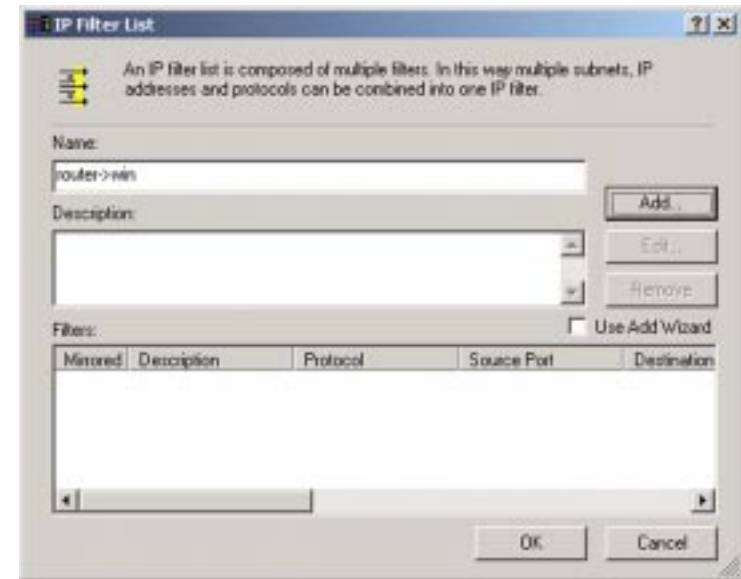 IP Filter List
An IP filter list is composed of multiple filters. In this way multiple subnets, IP
addresses and protocols can be combined into one IP filter.
Name:
router->win
Add...
Description:
Edit...
Remove
Filters:
Use Add Wizard
Mirrored Description Protocol Source Port Destination
OK Cancel